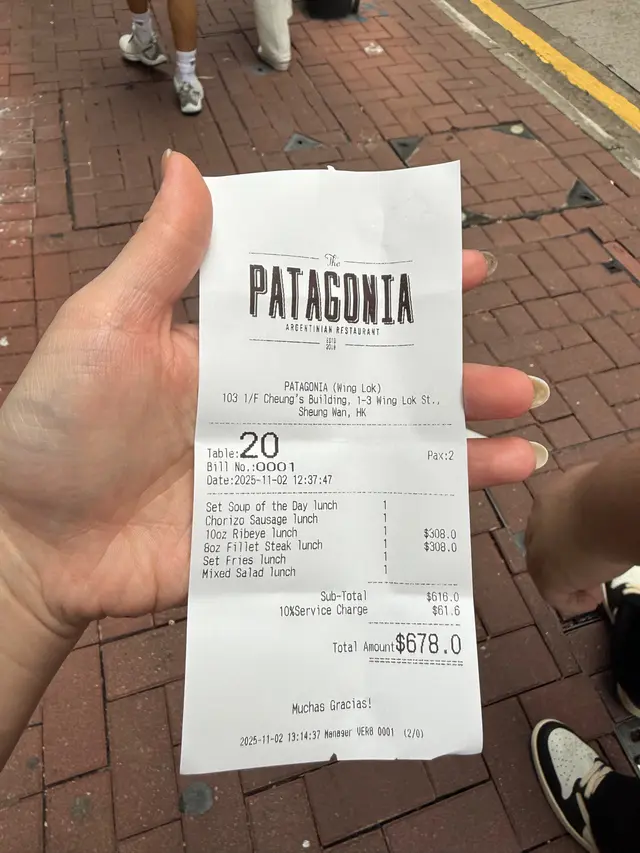 The
PATAGONIA
ARGENTINIAN RESTAURANT
ESTD
2019
PATAGONIA (Wing Lok)
103 1/F Cheung's Building, 1-3 Wing Lok St.,
Sheung Wan, HK
Table:20 Pax:2
Bill No.:0001
Date:2025-11-02 12:37:47
Set Soup of the Day lunch 1
Chorizo Sausage lunch 1
10oz Ribeye lunch 1 $308.0
8oz Fillet Steak lunch 1 $308.0
Set Fries lunch 1
Mixed Salad lunch 1
Sub-Total $616.0
10%Service Charge $61.6
Total Amount$678.0
Muchas Gracias!
2025-11-02 13:14:37 Manager VER8 0001 (2/0)